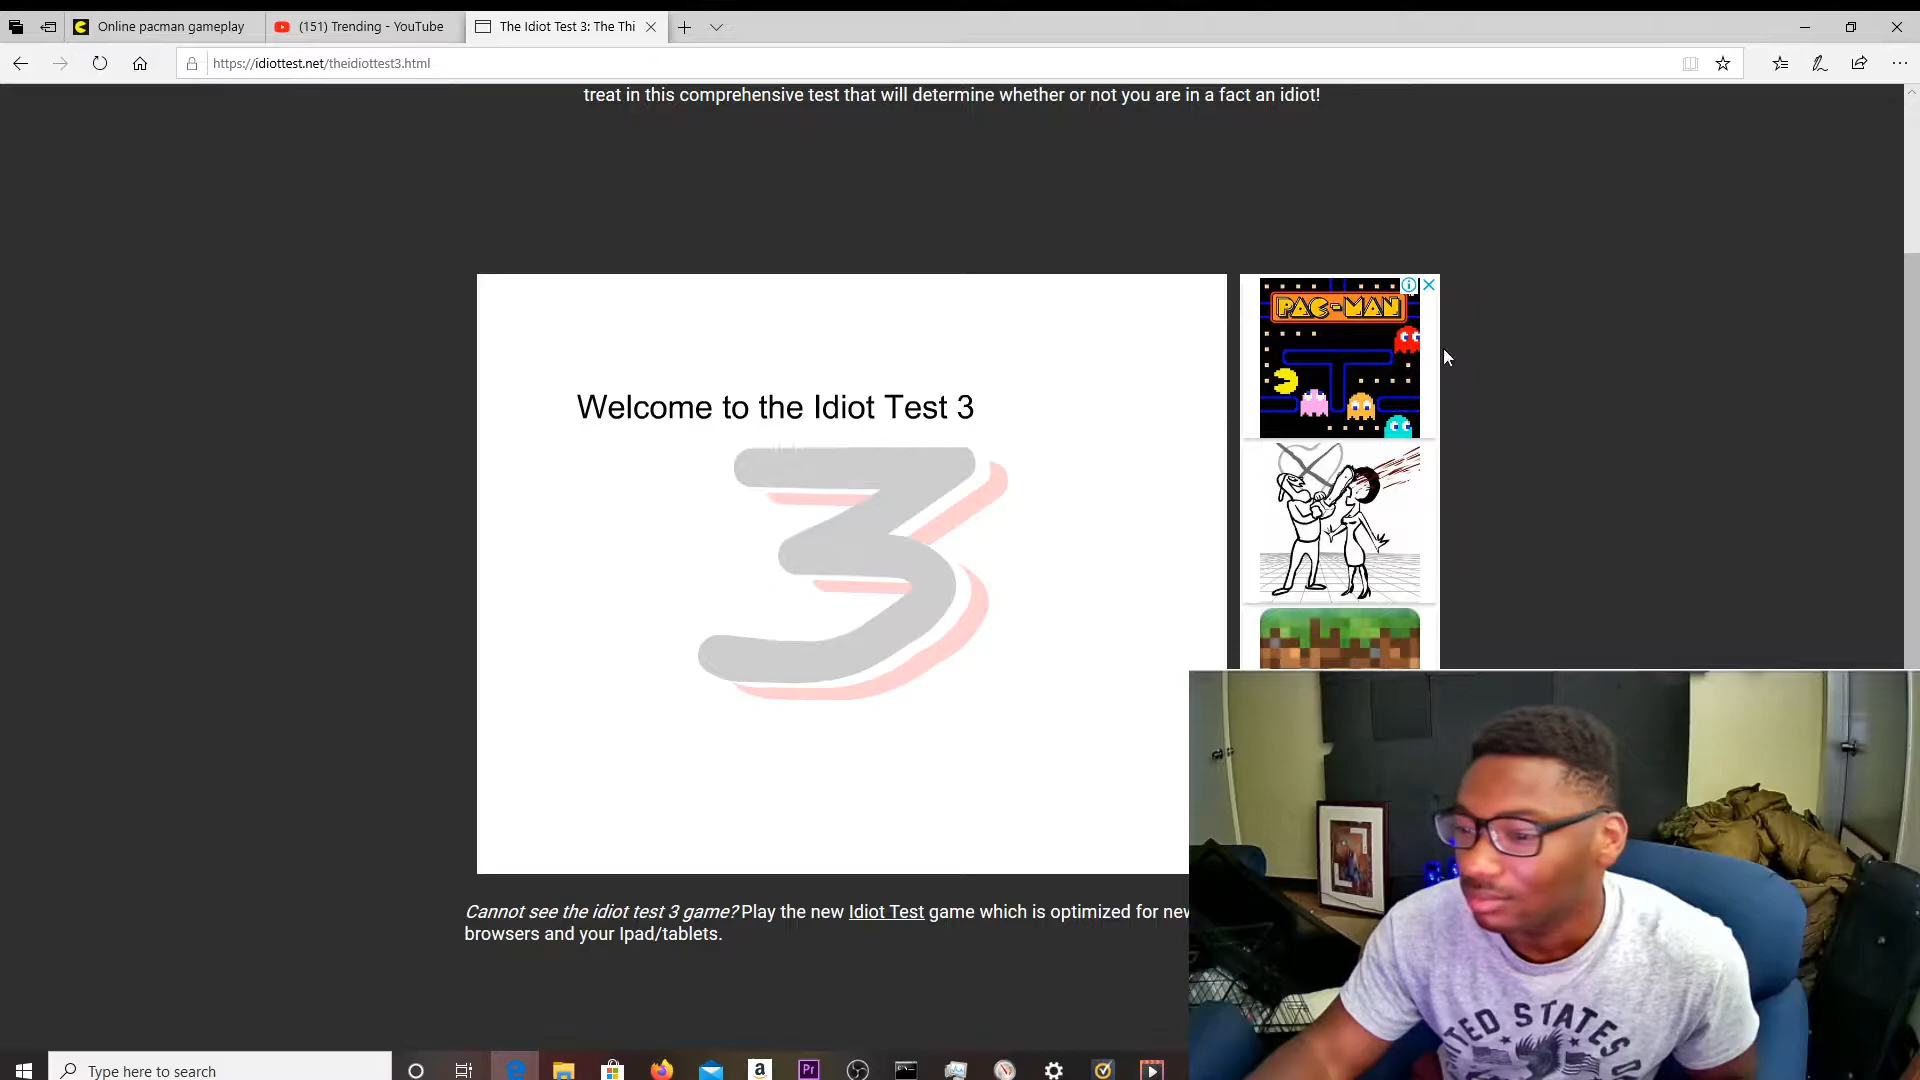 Online pacman gameplay
(151) Trending - YouTube
The Idiot Test 3: The Thi
https://idiottest.net/theidiottest3.html
treat in this comprehensive test that will determine whether or not you are in a fact an idiot!
PAC-MAN
Welcome to the Idiot Test 3
3
Cannot see the idiot test 3 game? Play the new Idiot Test game which is optimized for new
browsers and your Ipad/tablets.
TED STATES O
Type here to search
a
Pr